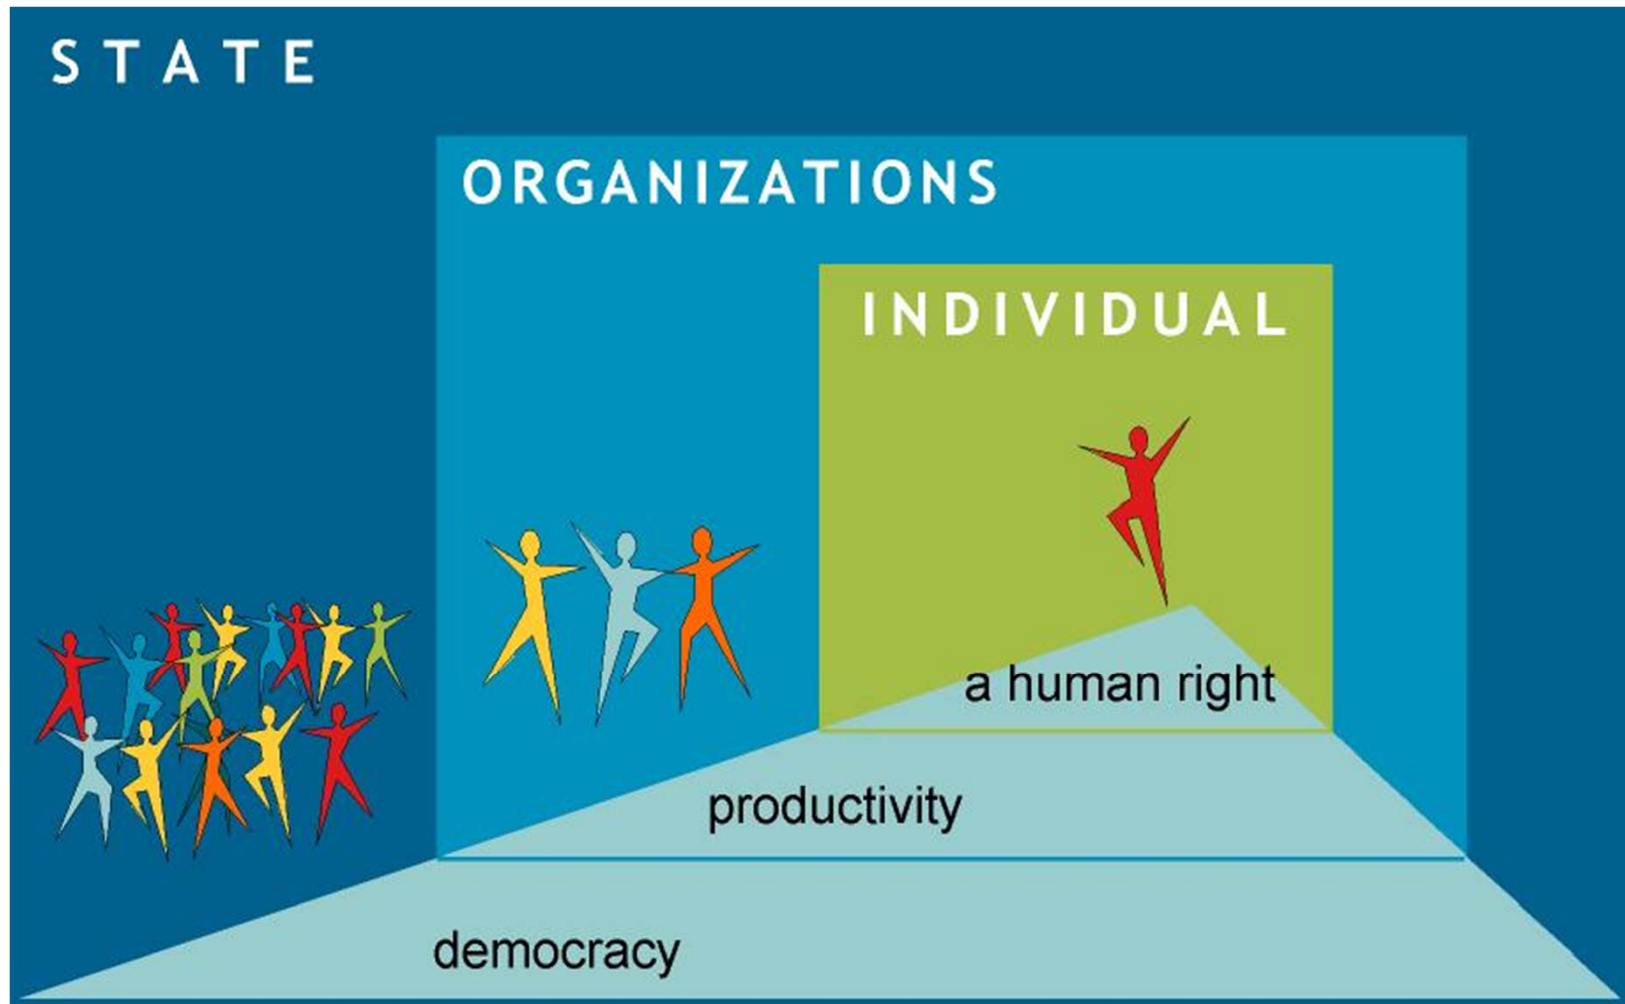 STATE
ORGANIZATIONS
INDIVIDUAL
a human right
productivity
democracy